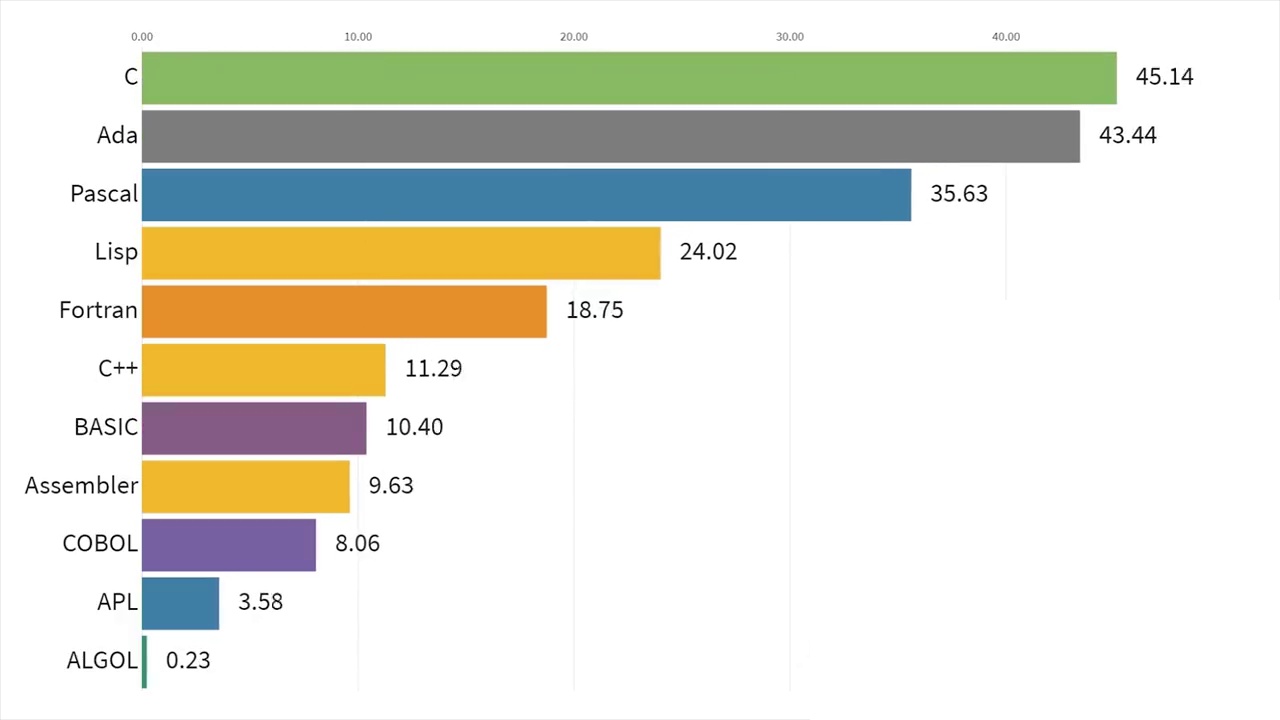 0.00 10.00 20.00 30.00 40.00
C 45.14
Ada 43.44
Pascal 35.63
Lisp 24.02
Fortran 18.75
C++ 11.29
BASIC 10.40
Assembler 9.63
COBOL 8.06
APL 3.58
ALGOL 0.23